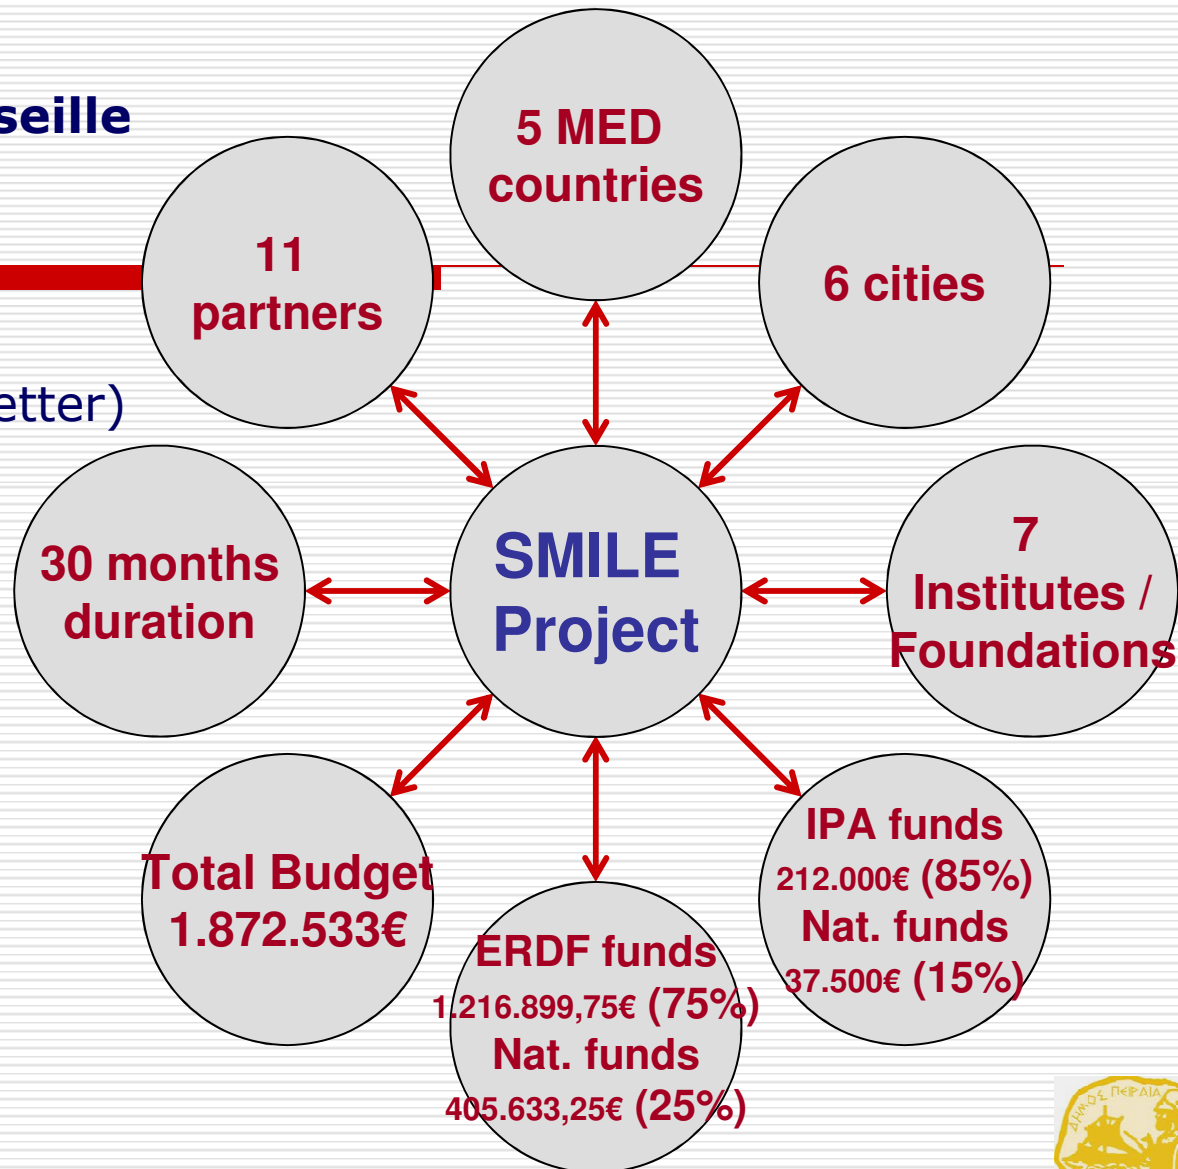 seille
5 MED
countries
11
partners
6 cities
etter)
30 months
duration
SMILE
Project
7
Institutes /
Foundations
Total Budget
1.872.533€
IPA funds
212.000€ (85%)
Nat. funds
37.500€ (15%)
ERDF funds
1.216.899,75€ (75%)
Nat. funds
405.633,25€ (25%)
ΔΗΜΟΣ ΠΕΙΡΑΙΑ